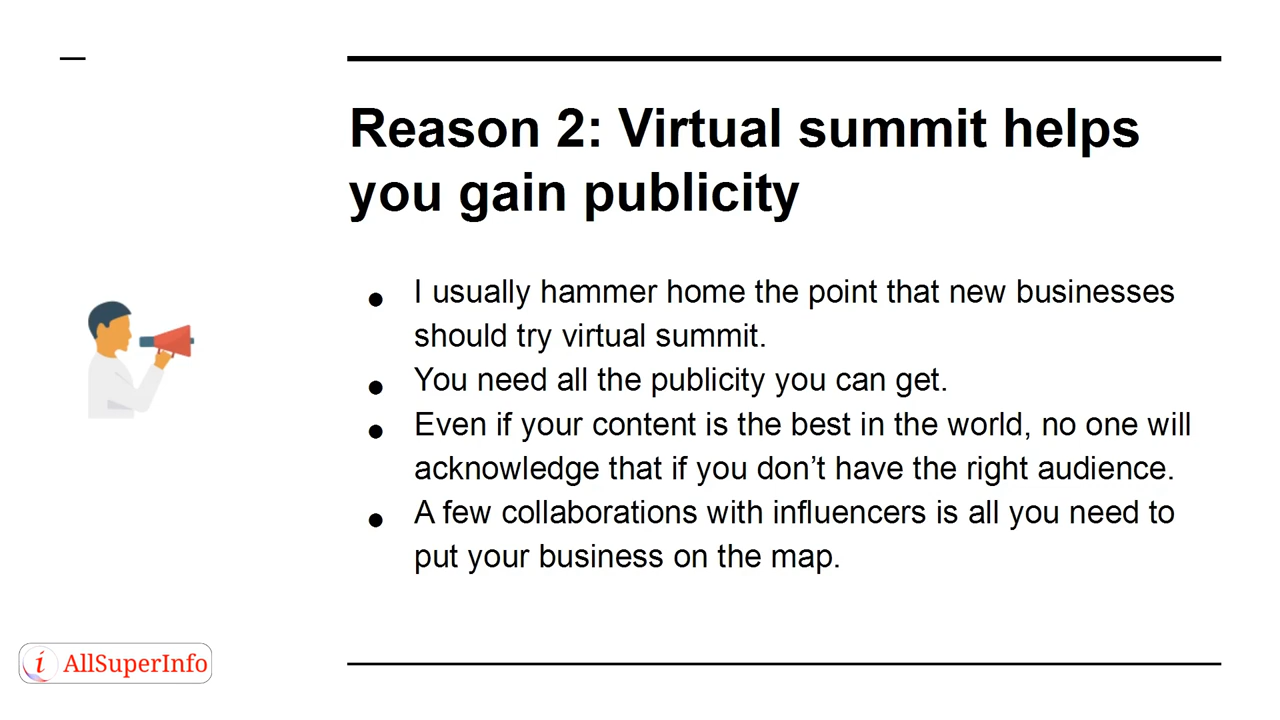 Reason 2: Virtual summit helps
you gain publicity
● I usually hammer home the point that new businesses
should try virtual summit.
● You need all the publicity you can get.
● Even if your content is the best in the world, no one will
acknowledge that if you don’t have the right audience.
● A few collaborations with influencers is all you need to
put your business on the map.
i AllSuperInfo